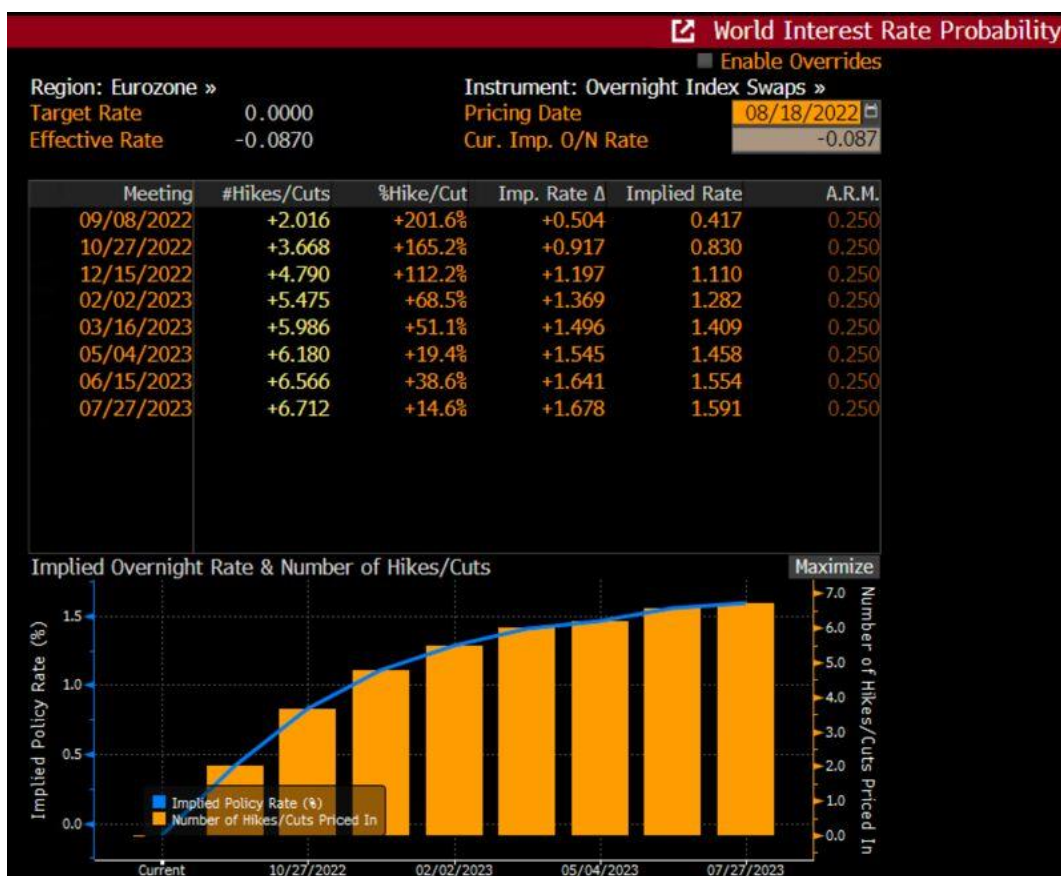 World Interest Rate Probability
Enable Overrides
Region: Eurozone » Instrument: Overnight Index Swaps »
Target Rate 0.0000 Pricing Date 08/18/2022
Effective Rate -0.0870 Cur. Imp. O/N Rate -0.087
Meeting #Hikes/Cuts %Hike/Cut Imp. Rate Δ Implied Rate A.R.M.
09/08/2022 +2.016 +201.6% +0.504 0.417 0.250
10/27/2022 +3.668 +165.2% +0.917 0.830 0.250
12/15/2022 +4.790 +112.2% +1.197 1.110 0.250
02/02/2023 +5.475 +68.5% +1.369 1.282 0.250
03/16/2023 +5.986 +51.1% +1.496 1.409 0.250
05/04/2023 +6.180 +19.4% +1.545 1.458 0.250
06/15/2023 +6.566 +38.6% +1.641 1.554 0.250
07/27/2023 +6.712 +14.6% +1.678 1.591 0.250
Implied Overnight Rate & Number of Hikes/Cuts Maximize
Implied Policy Rate (%)
1.5
1.0
0.5
0.0
7.0
6.0
5.0
4.0
3.0
2.0
1.0
0.0
Number of Hikes/Cuts Priced In
Implied Policy Rate (%)
Number of Hikes/Cuts Priced In
Current 10/27/2022 02/02/2023 05/04/2023 07/27/2023